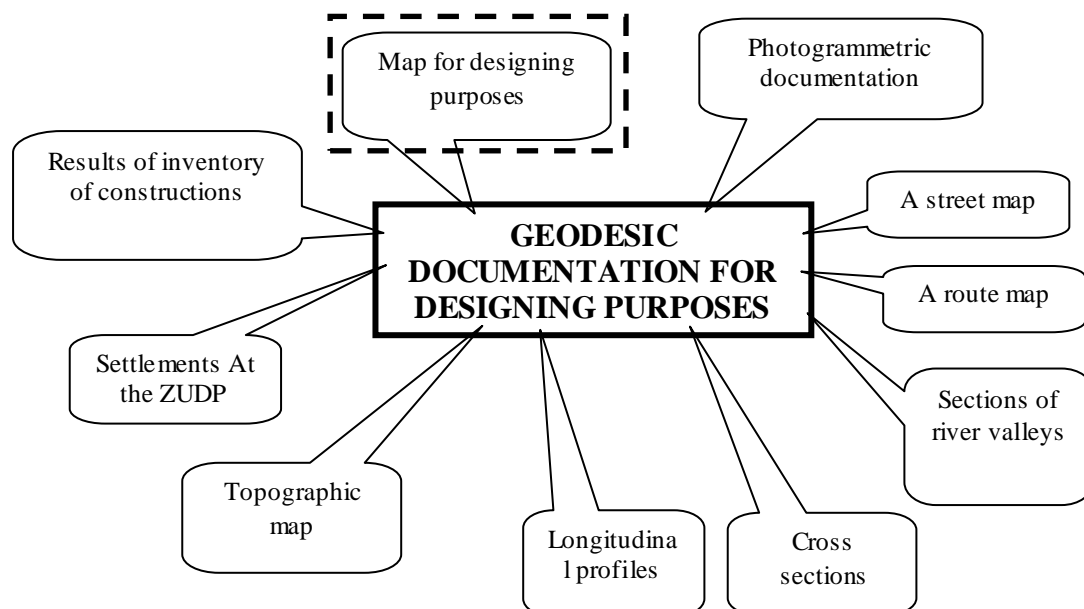 Map for designing
purposes
Photogrammetric
documentation
Results of inventory
of constructions
A street map
GEODESIC
DOCUMENTATION FOR
DESIGNING PURPOSES
A route map
Settlements At
the ZUDP
Sections of
river valleys
Topographic
map
Longitudina
l profiles
Cross
sections